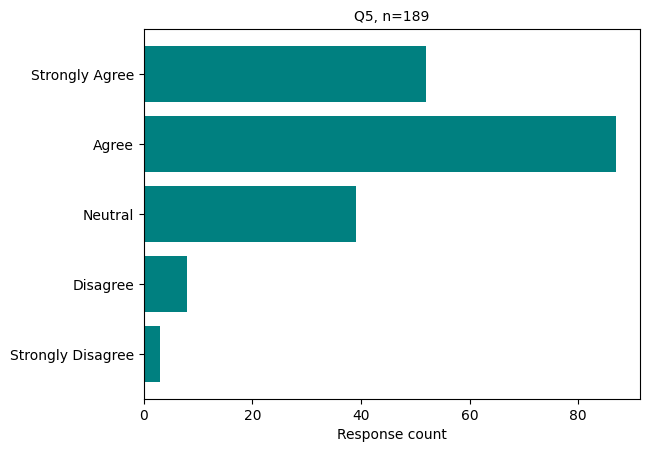 Q5, n=189
Strongly Agree
Agree
Neutral
Disagree
Strongly Disagree
0 20 40 60 80
Response count